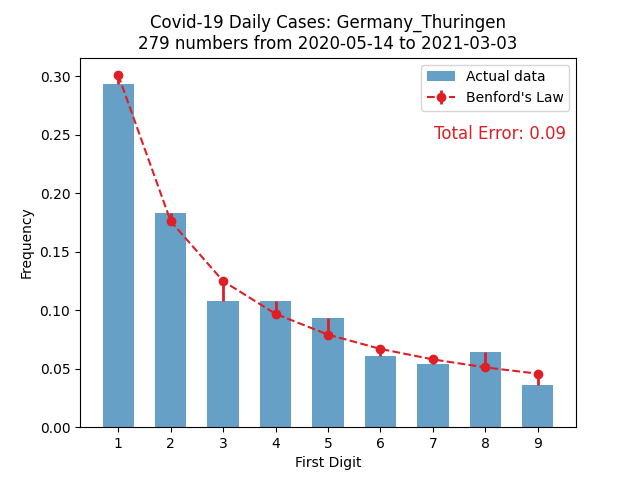 Covid-19 Daily Cases: Germany_Thuringen
279 numbers from 2020-05-14 to 2021-03-03
Actual data
Benford's Law
Total Error: 0.09
Frequency
0.30
0.25
0.20
0.15
0.10
0.05
0.00
1 2 3 4 5 6 7 8 9
First Digit